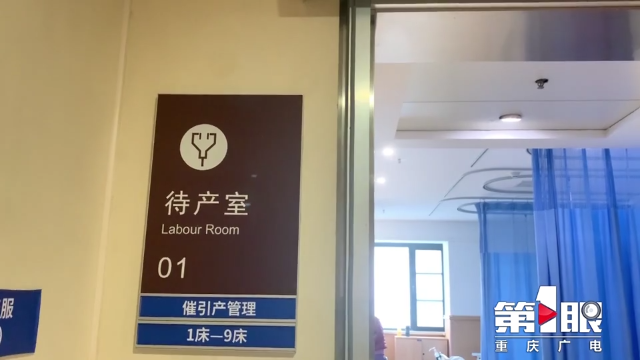 待产室
Labour Room
01
催引产管理
1床—9床
服
第1眼
重庆广电